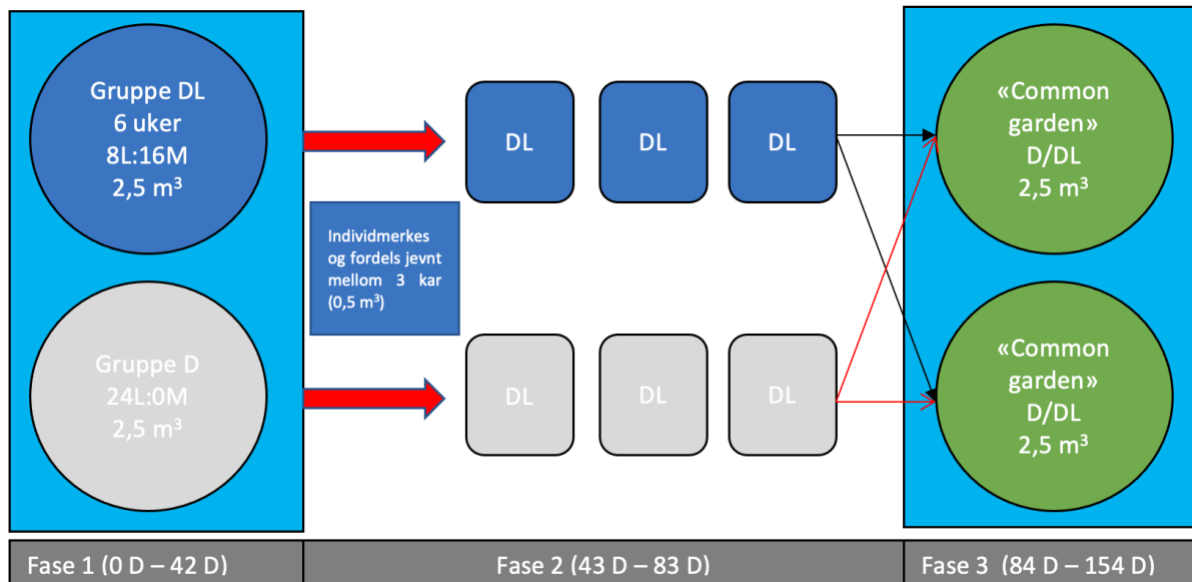 Gruppe DL
6 uker
8L:16M
2,5 m³
Gruppe D
24L:0M
2,5 m³
Individmerkes
og fordels jevnt
mellom 3 kar
(0,5 m³)
DL
DL
DL
DL
DL
DL
«Common
garden»
D/DL
2,5 m³
«Common
garden»
D/DL
2,5 m³
Fase 1 (0 D – 42 D)
Fase 2 (43 D – 83 D)
Fase 3 (84 D – 154 D)